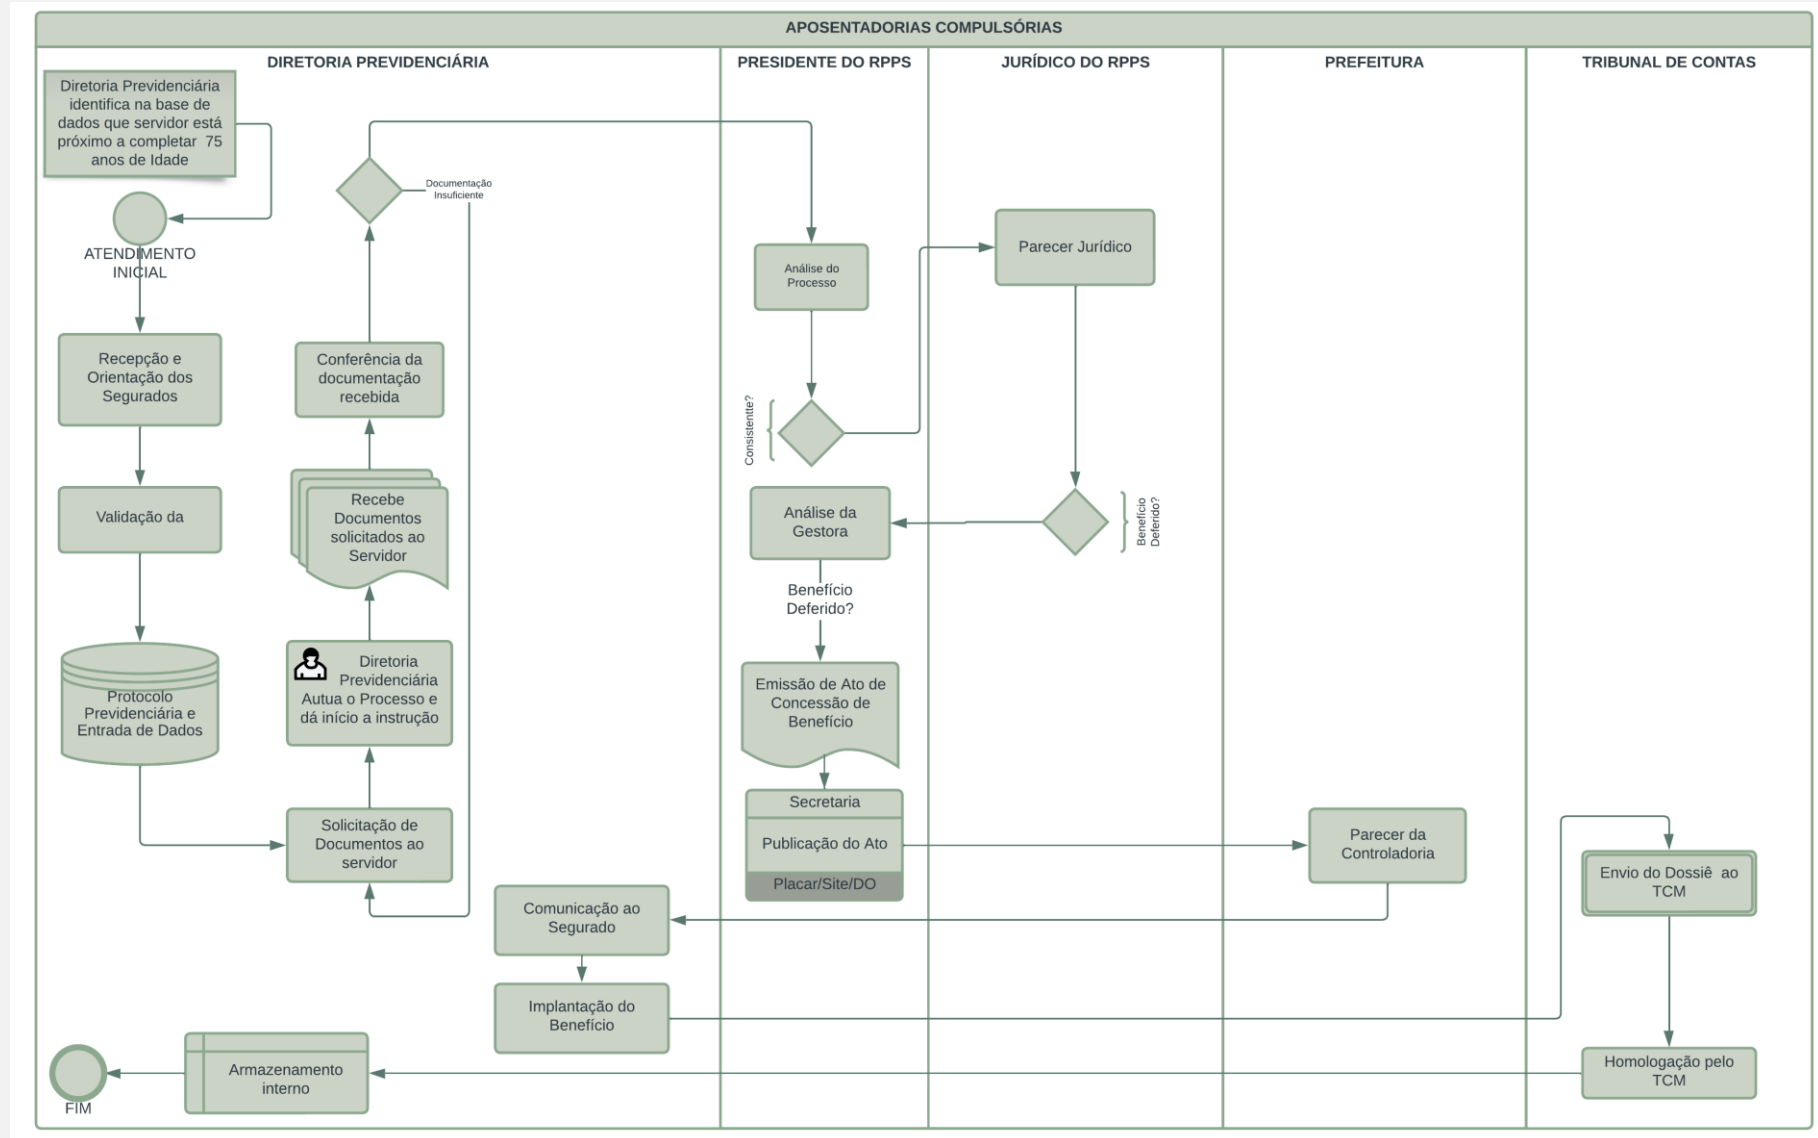 APOSENTADORIAS COMPULSÓRIAS
DIRETORIA PREVIDENCIÁRIA
PRESIDENTE DO RPPS
JURÍDICO DO RPPS
PREFEITURA
TRIBUNAL DE CONTAS
Diretoria Previdenciária
identifica na base de
dados que servidor está
próximo a completar 75
anos de Idade
ATENDIMENTO
INICIAL
Recepção e
Orientação dos
Segurados
Validação da
Protocolo
Previdenciária e
Entrada de Dados
Solicitação de
Documentos ao
servidor
Diretoria
Previdenciária
Autua o Processo e
dá início a instrução
Recebe
Documentos
solicitados ao
Servidor
Conferência da
documentação
recebida
Documentação
Insuficiente
Análise do
Processo
Consistentte?
Parecer Jurídico
Benefício
Deferido?
Análise da
Gestora
Benefício
Deferido?
Emissão de Ato de
Concessão de
Benefício
Secretaria
Publicação do Ato
Placar/Site/DO
Parecer da
Controladoria
Comunicação ao
Segurado
Implantação do
Benefício
Envio do Dossiê ao
TCM
Homologação pelo
TCM
Armazenamento
interno
FIM